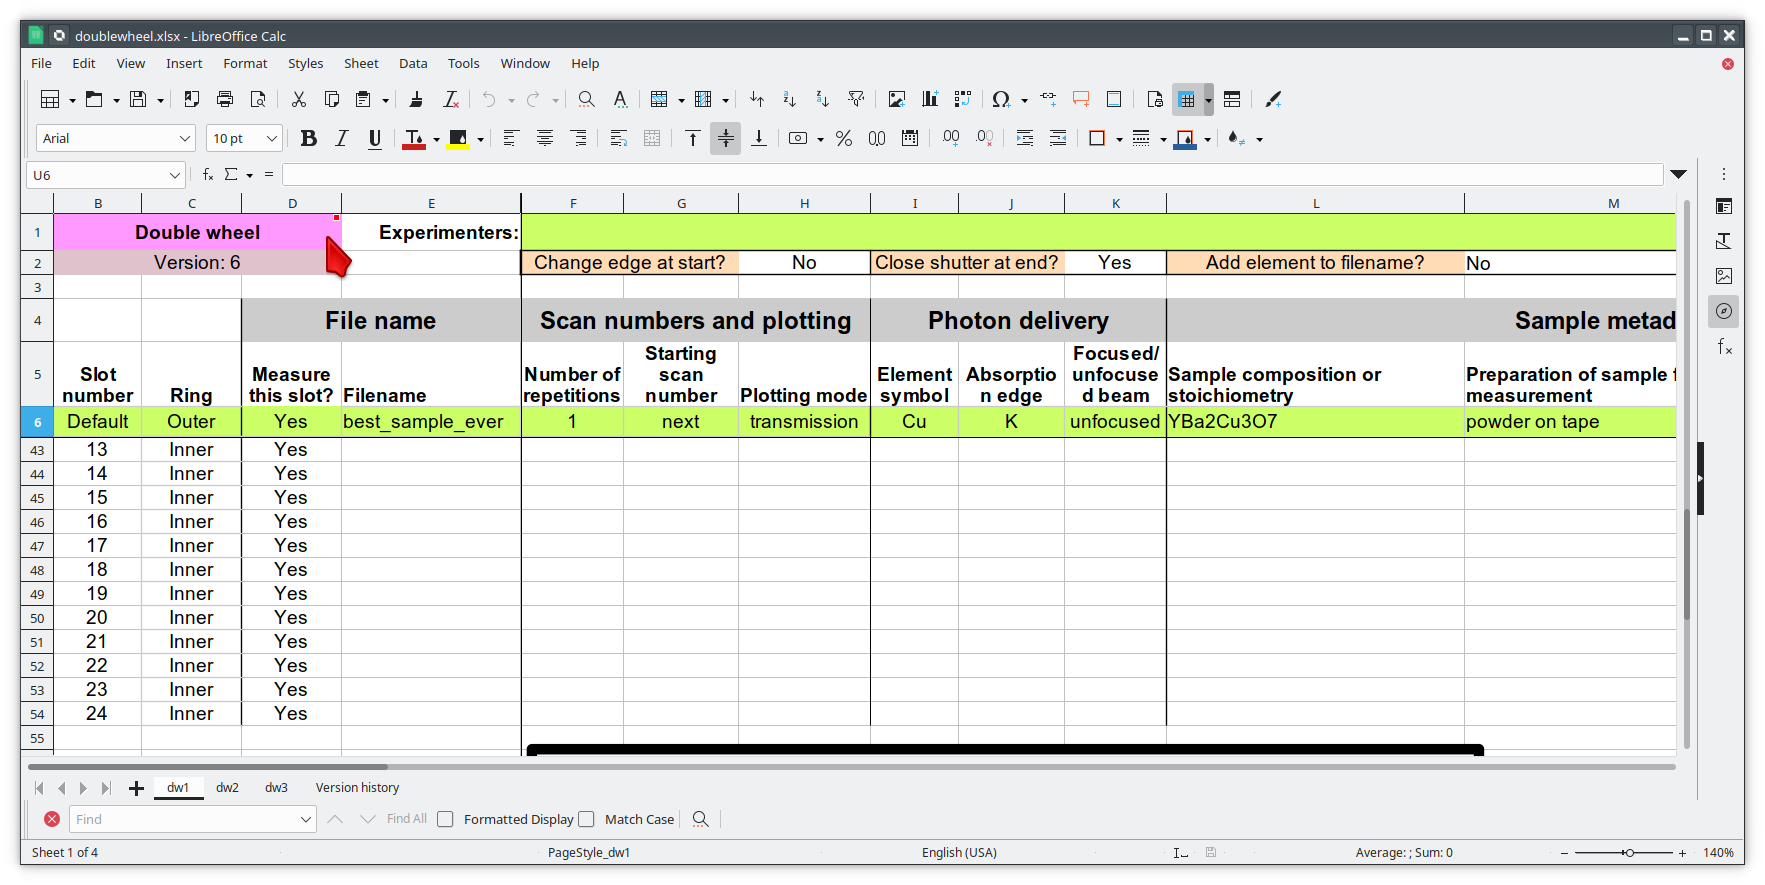 doublewheel.xlsx - LibreOffice Calc
File Edit View Insert Format Styles Sheet Data Tools Window Help
Arial 10 pt
U6
B C D E F G H I J K L M
1 Double wheel Experimenters:
2 Version: 6 Change edge at start? No Close shutter at end? Yes Add element to filename? No
3
4 File name Scan numbers and plotting Photon delivery Sample metad
5 Slot number Ring Measure this slot? Filename Number of repetitions Starting scan number Plotting mode Element symbol Absorption edge Focused/unfocused beam Sample composition or stoichiometry Preparation of sample f measurement
6 Default Outer Yes best_sample_ever 1 next transmission Cu K unfocused YBa2Cu3O7 powder on tape
43 13 Inner Yes
44 14 Inner Yes
45 15 Inner Yes
46 16 Inner Yes
47 17 Inner Yes
48 18 Inner Yes
49 19 Inner Yes
50 20 Inner Yes
51 21 Inner Yes
52 22 Inner Yes
53 23 Inner Yes
54 24 Inner Yes
55
dw1 dw2 dw3 Version history
Find Find All Formatted Display Match Case
Sheet 1 of 4 PageStyle_dw1 English (USA) Average: ; Sum: 0 140%